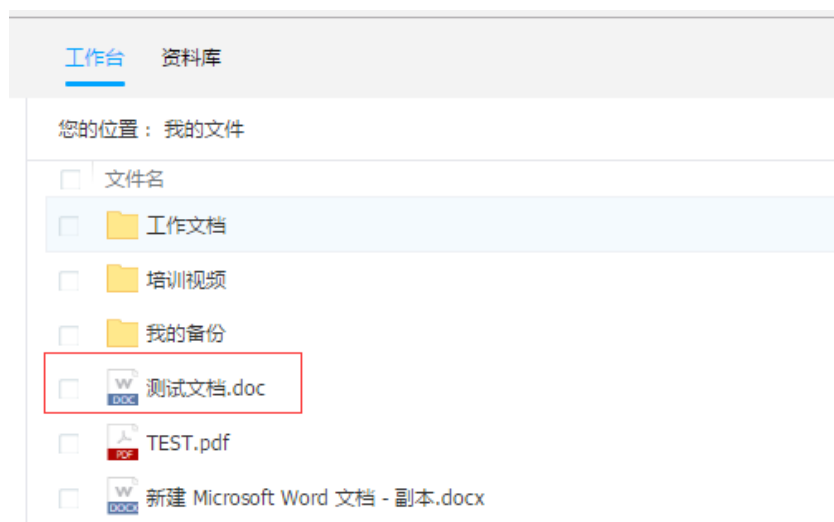 工作台 资料库
您的位置： 我的文件
文件名
工作文档
培训视频
我的备份
W DOC 测试文档.doc
PDF TEST.pdf
W DOCX 新建 Microsoft Word 文档 - 副本.docx